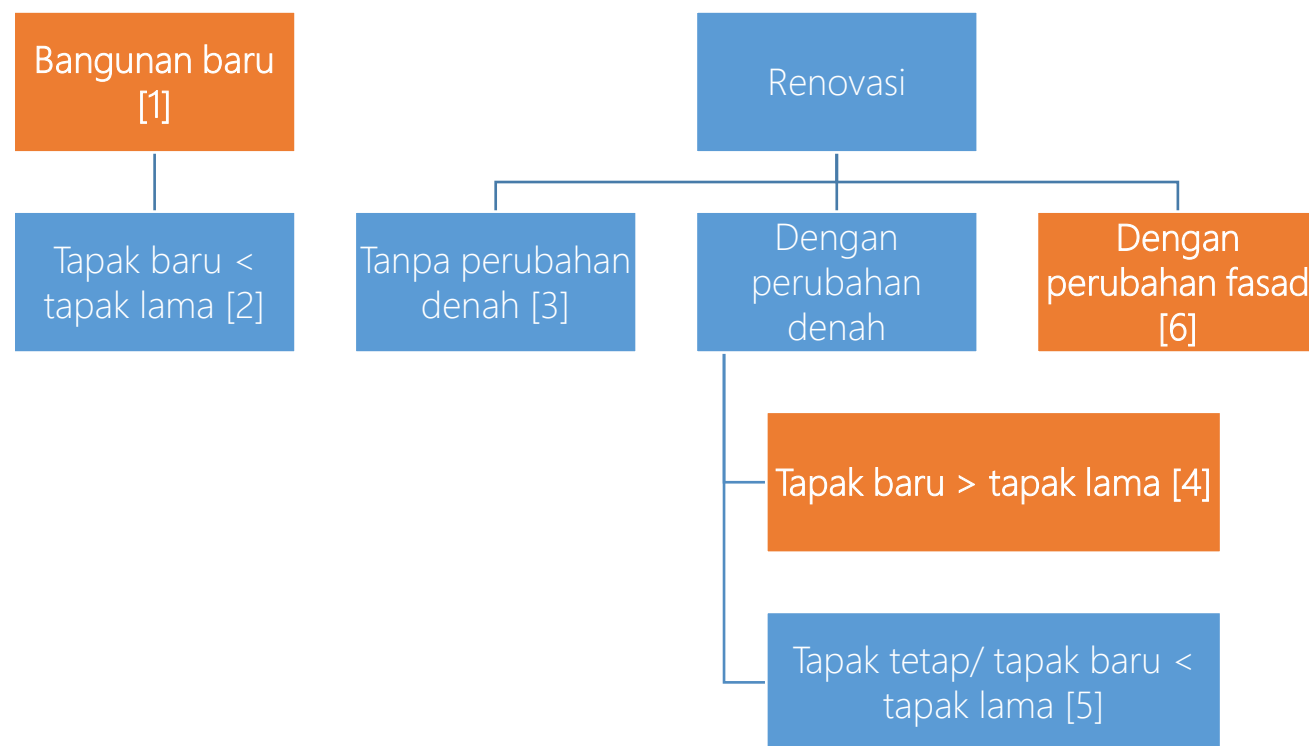 Bangunan baru
[1]
Renovasi
Tapak baru <
tapak lama [2]
Tanpa perubahan
denah [3]
Dengan
perubahan
denah
Dengan
perubahan fasad
[6]
Tapak baru > tapak lama [4]
Tapak tetap/ tapak baru <
tapak lama [5]